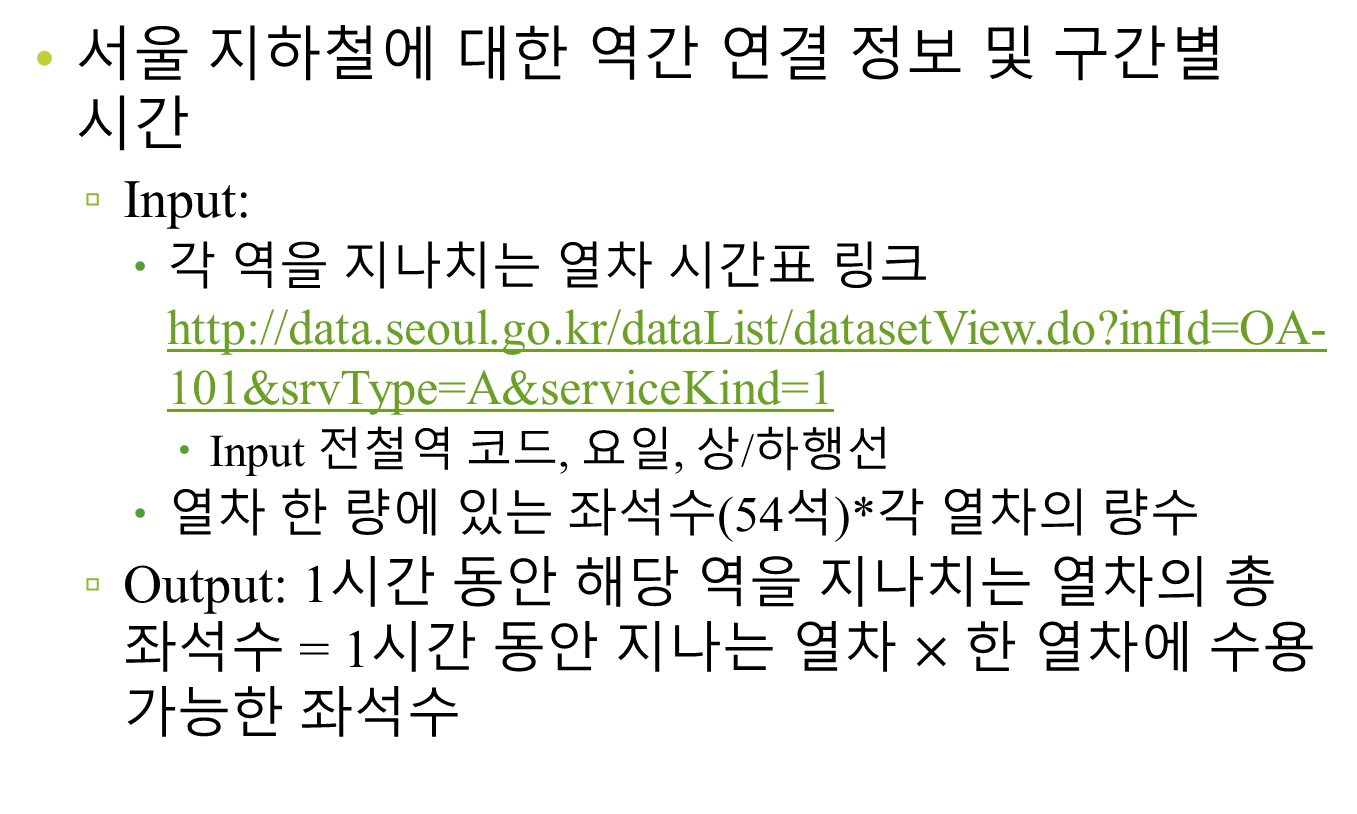 • 서울 지하철에 대한 역간 연결 정보 및 구간별
시간
▫ Input:
• 각 역을 지나치는 열차 시간표 링크
http://data.seoul.go.kr/dataList/datasetView.do?infId=OA-
101&srvType=A&serviceKind=1
• Input 전철역 코드, 요일, 상/하행선
• 열차 한 량에 있는 좌석수(54석)*각 열차의 량수
▫ Output: 1시간 동안 해당 역을 지나치는 열차의 총
좌석수 = 1시간 동안 지나는 열차 × 한 열차에 수용
가능한 좌석수